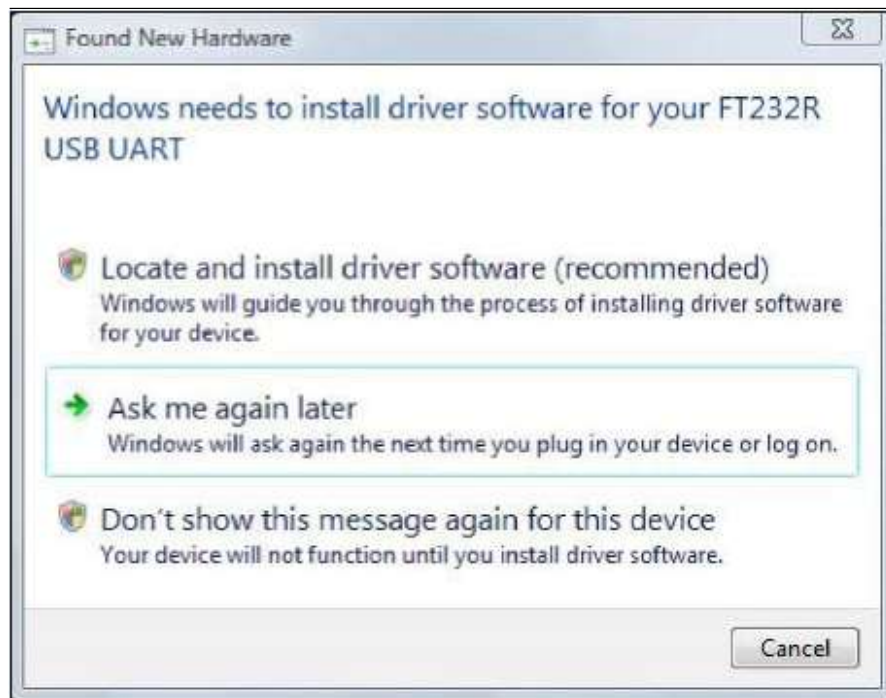 Found New Hardware
Windows needs to install driver software for your FT232R
USB UART
Locate and install driver software (recommended)
Windows will guide you through the process of installing driver software
for your device.
Ask me again later
Windows will ask again the next time you plug in your device or log on.
Don't show this message again for this device
Your device will not function until you install driver software.
Cancel